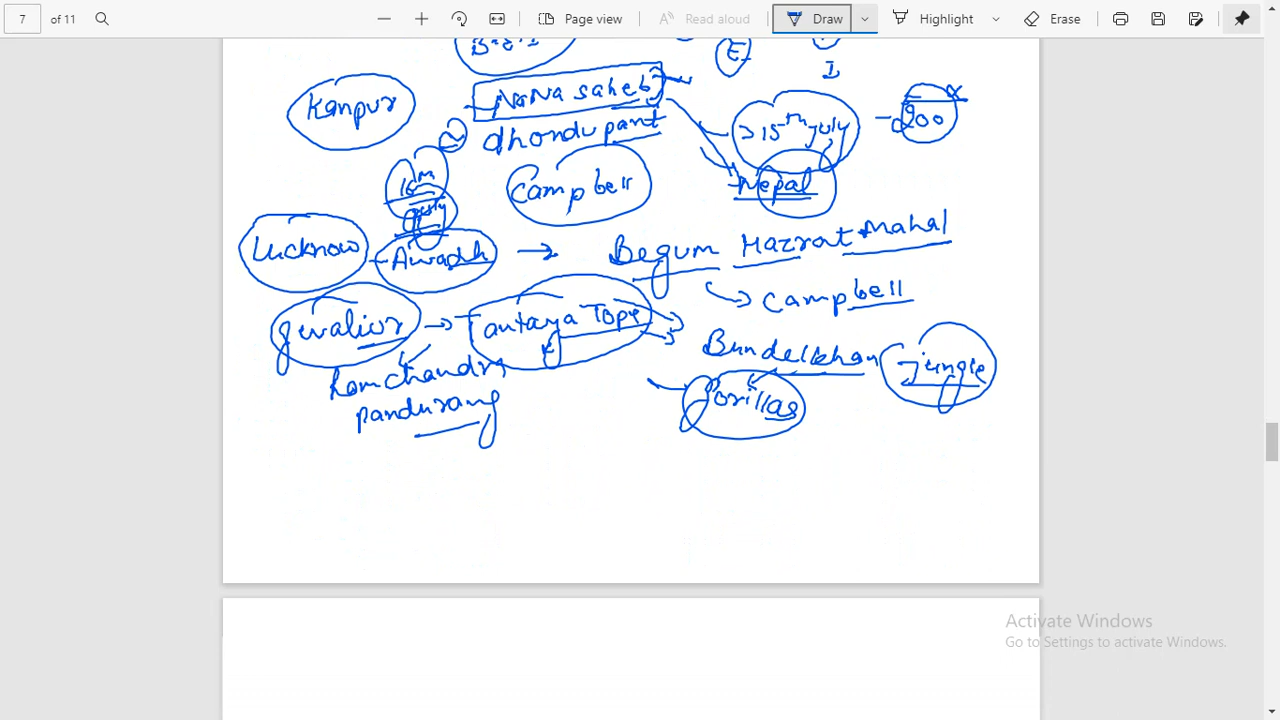 7 of 11 Page view Read aloud Draw Highlight Erase
E
I
Kanpur NaNa saheb >15th July -200
dhondu pant
Campbell Nepal
Lucknow - Awadh → Begum Hazrat Mahal
→ Campbell
gwalior → Tantaya Tope
Bundelkhan jungle
Ramchandra
pandurang gorillas
Activate Windows
Go to Settings to activate Windows.